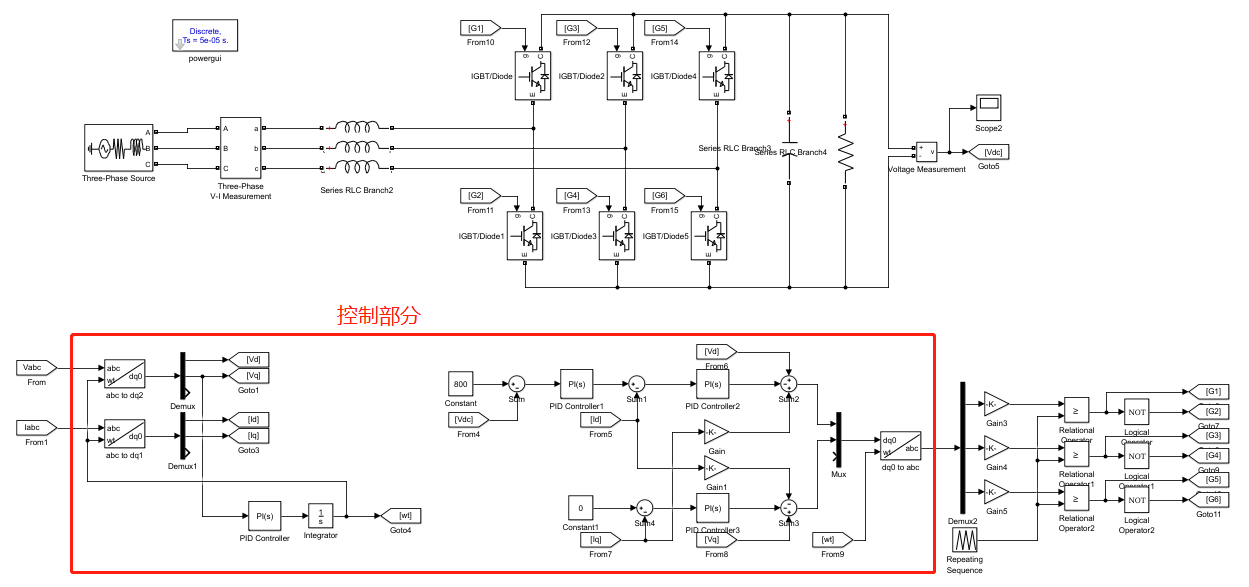 Discrete,
Ts = 5e-05 s.
powergui
[G1]
From10
[G3]
From12
[G5]
From14
g
C
E
IGBT/Diode
g
C
E
IGBT/Diode2
g
C
E
IGBT/Diode4
A
B
C
Three-Phase Source
A
B
C
a
b
c
Three-Phase
V-I Measurement
Series RLC Branch2
Series RLC Branch3
Series RLC Branch4
+
-
v
Voltage Measurement
Scope2
[Vdc]
Goto5
[G2]
From11
[G4]
From13
[G6]
From15
g
C
E
IGBT/Diode1
g
C
E
IGBT/Diode3
g
C
E
IGBT/Diode5
控制部分
Vabc
From
abc
wt
dq0
abc to dq2
Demux
[Vd]
[Vq]
Goto1
Iabc
From1
abc
wt
dq0
abc to dq1
Demux1
[Id]
[Iq]
Goto3
PI(s)
PID Controller
1
s
Integrator
[wt]
Goto4
800
Constant
[Vdc]
From4
Sum
PI(s)
PID Controller1
Sum1
[Id]
From5
PI(s)
PID Controller2
[Vd]
From6
Sum2
-K-
Gain
-K-
Gain1
0
Constant1
Sum4
[Iq]
From7
PI(s)
PID Controller3
[Vq]
From8
Sum3
Mux
[wt]
From9
dq0
wt
abc
dq0 to abc
Demux2
-K-
Gain3
-K-
Gain4
-K-
Gain5
Repeating
Sequence
≥
Relational
Operator
≥
Relational
Operator1
≥
Relational
Operator2
NOT
Logical
Operator
NOT
Logical
Operator1
NOT
Logical
Operator2
[G1]
[G2]
Goto7
[G3]
[G4]
Goto9
[G5]
[G6]
Goto11